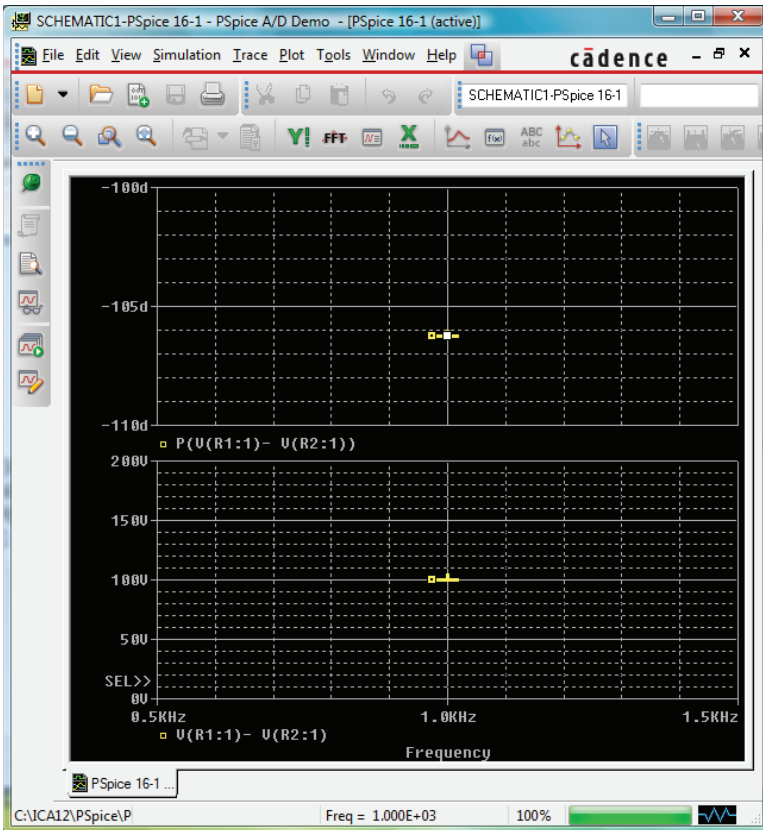 SCHEMATIC1-PSpice 16-1 - PSpice A/D Demo - [PSpice 16-1 (active)]
File Edit View Simulation Trace Plot Tools Window Help cādence
SCHEMATIC1-PSpice 16-1
FFT f(x) ABC abc
-100d
-105d
-110d
P(V(R1:1)- V(R2:1))
200V
150V
100V
50V
SEL>>
0V
0.5KHz 1.0KHz 1.5KHz
V(R1:1)- V(R2:1)
Frequency
PSpice 16-1 ...
C:\ICA12\PSpice\P Freq = 1.000E+03 100%